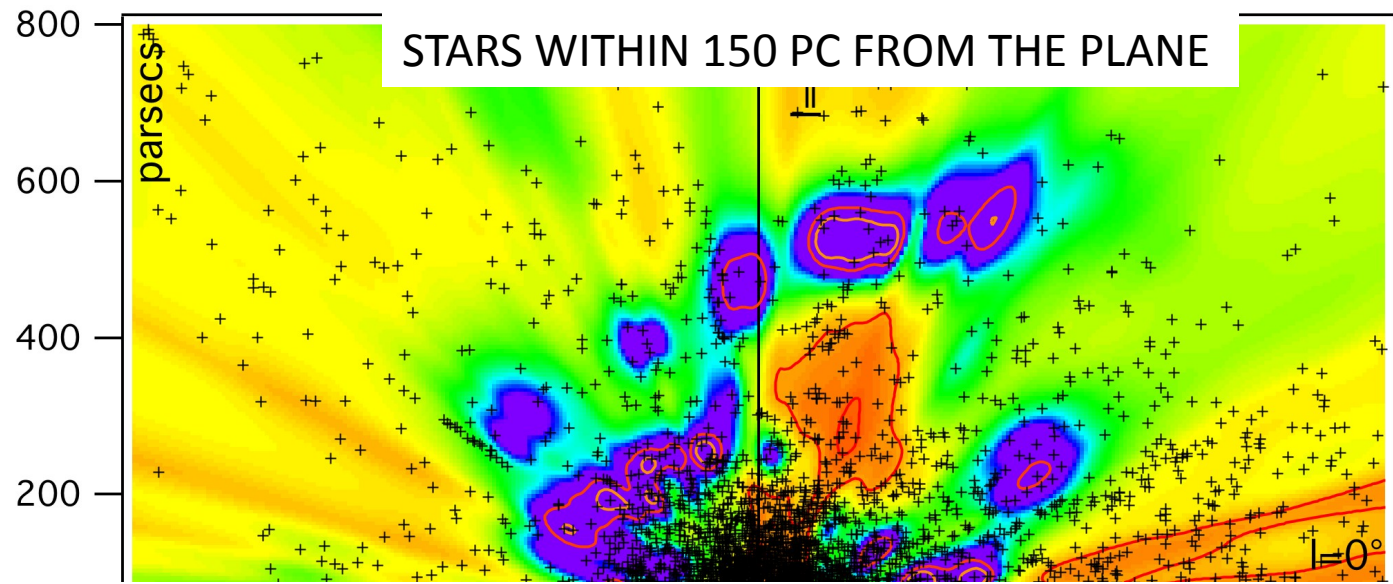 STARS WITHIN 150 PC FROM THE PLANE
800
600
400
200
parsecs
l=
l=0°